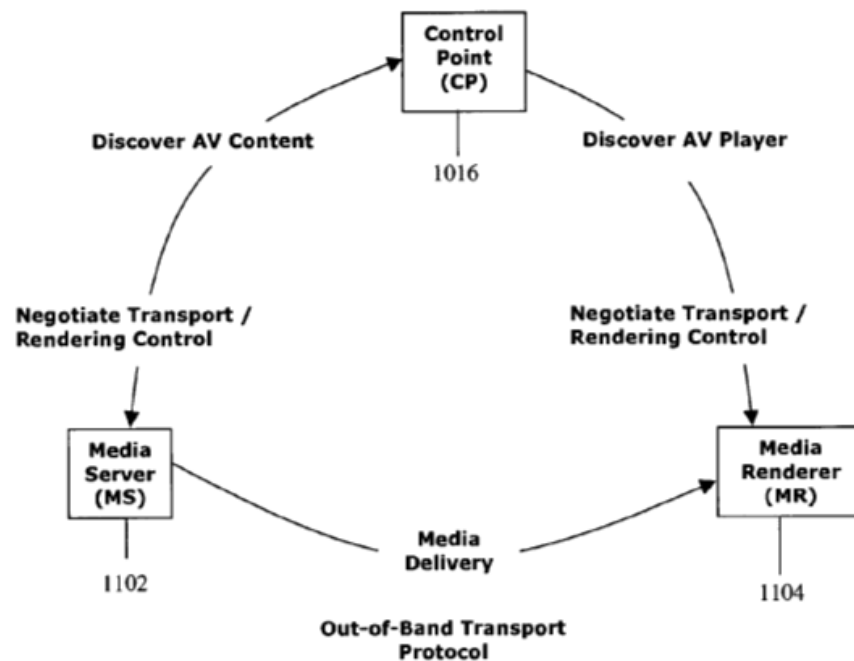 Control
Point
(CP)
Discover AV Content
Discover AV Player
1016
Negotiate Transport /
Rendering Control
Negotiate Transport /
Rendering Control
Media
Server
(MS)
Media
Renderer
(MR)
Media
Delivery
1102
1104
Out-of-Band Transport
Protocol